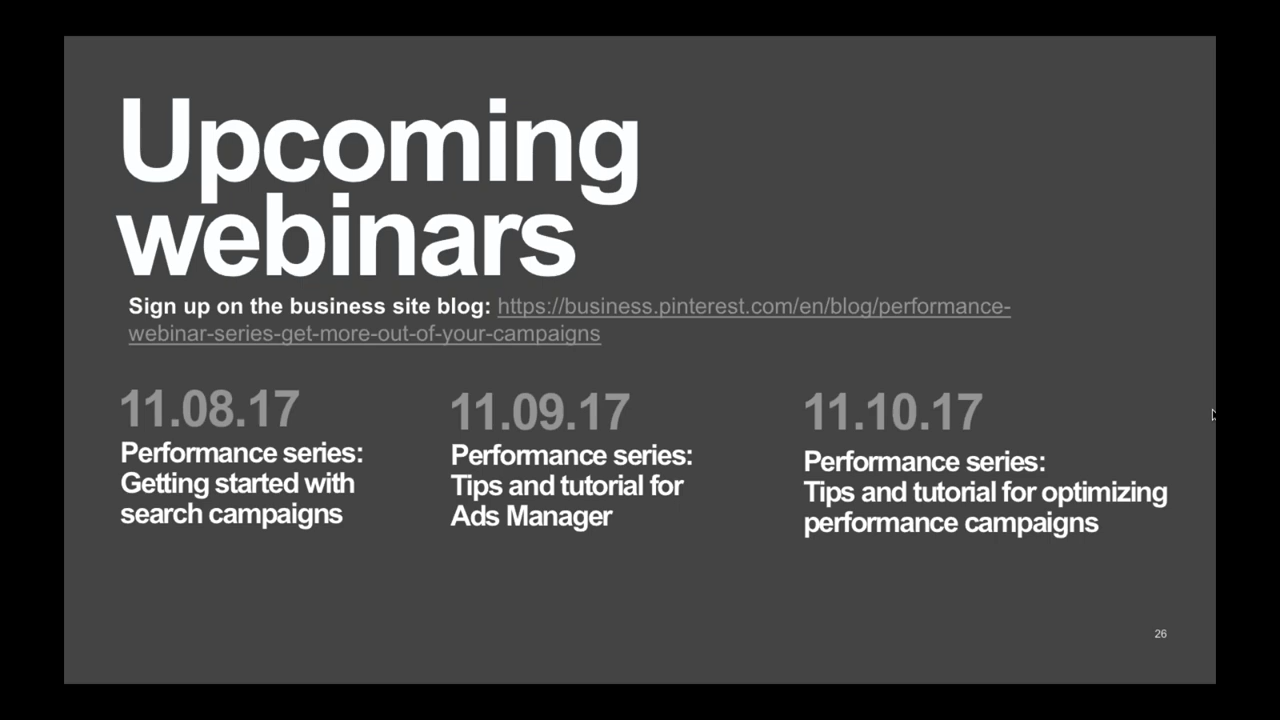 Upcoming
webinars
Sign up on the business site blog: https://business.pinterest.com/en/blog/performance-
webinar-series-get-more-out-of-your-campaigns
11.08.17
Performance series:
Getting started with
search campaigns
11.09.17
Performance series:
Tips and tutorial for
Ads Manager
11.10.17
Performance series:
Tips and tutorial for optimizing
performance campaigns
26